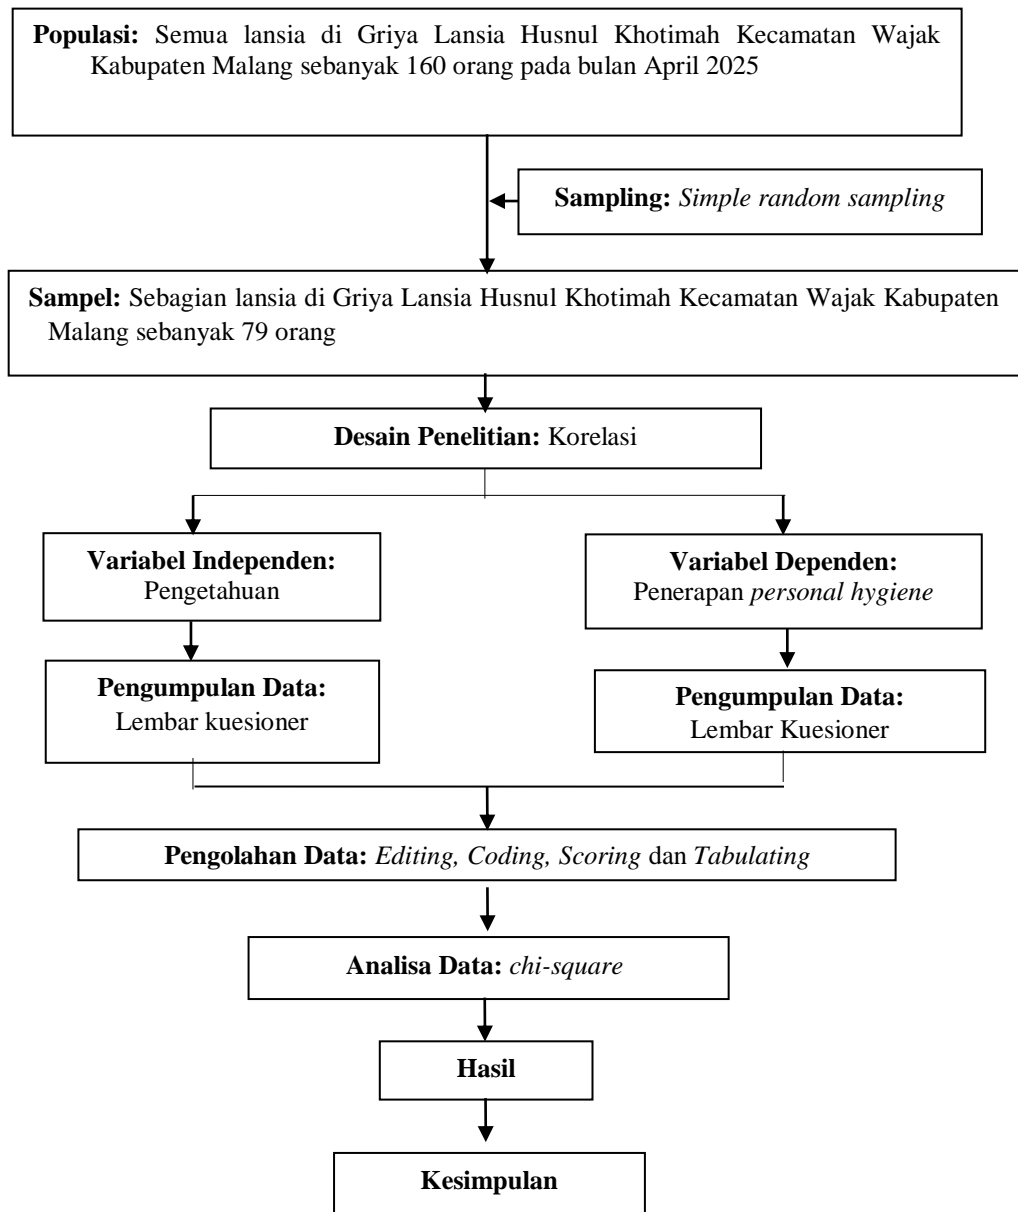 Populasi: Semua lansia di Griya Lansia Husnul Khotimah Kecamatan Wajak
Kabupaten Malang sebanyak 160 orang pada bulan April 2025
Sampling: Simple random sampling
Sampel: Sebagian lansia di Griya Lansia Husnul Khotimah Kecamatan Wajak Kabupaten
Malang sebanyak 79 orang
Desain Penelitian: Korelasi
Variabel Independen:
Pengetahuan
Variabel Dependen:
Penerapan personal hygiene
Pengumpulan Data:
Lembar kuesioner
Pengumpulan Data:
Lembar Kuesioner
Pengolahan Data: Editing, Coding, Scoring dan Tabulating
Analisa Data: chi-square
Hasil
Kesimpulan